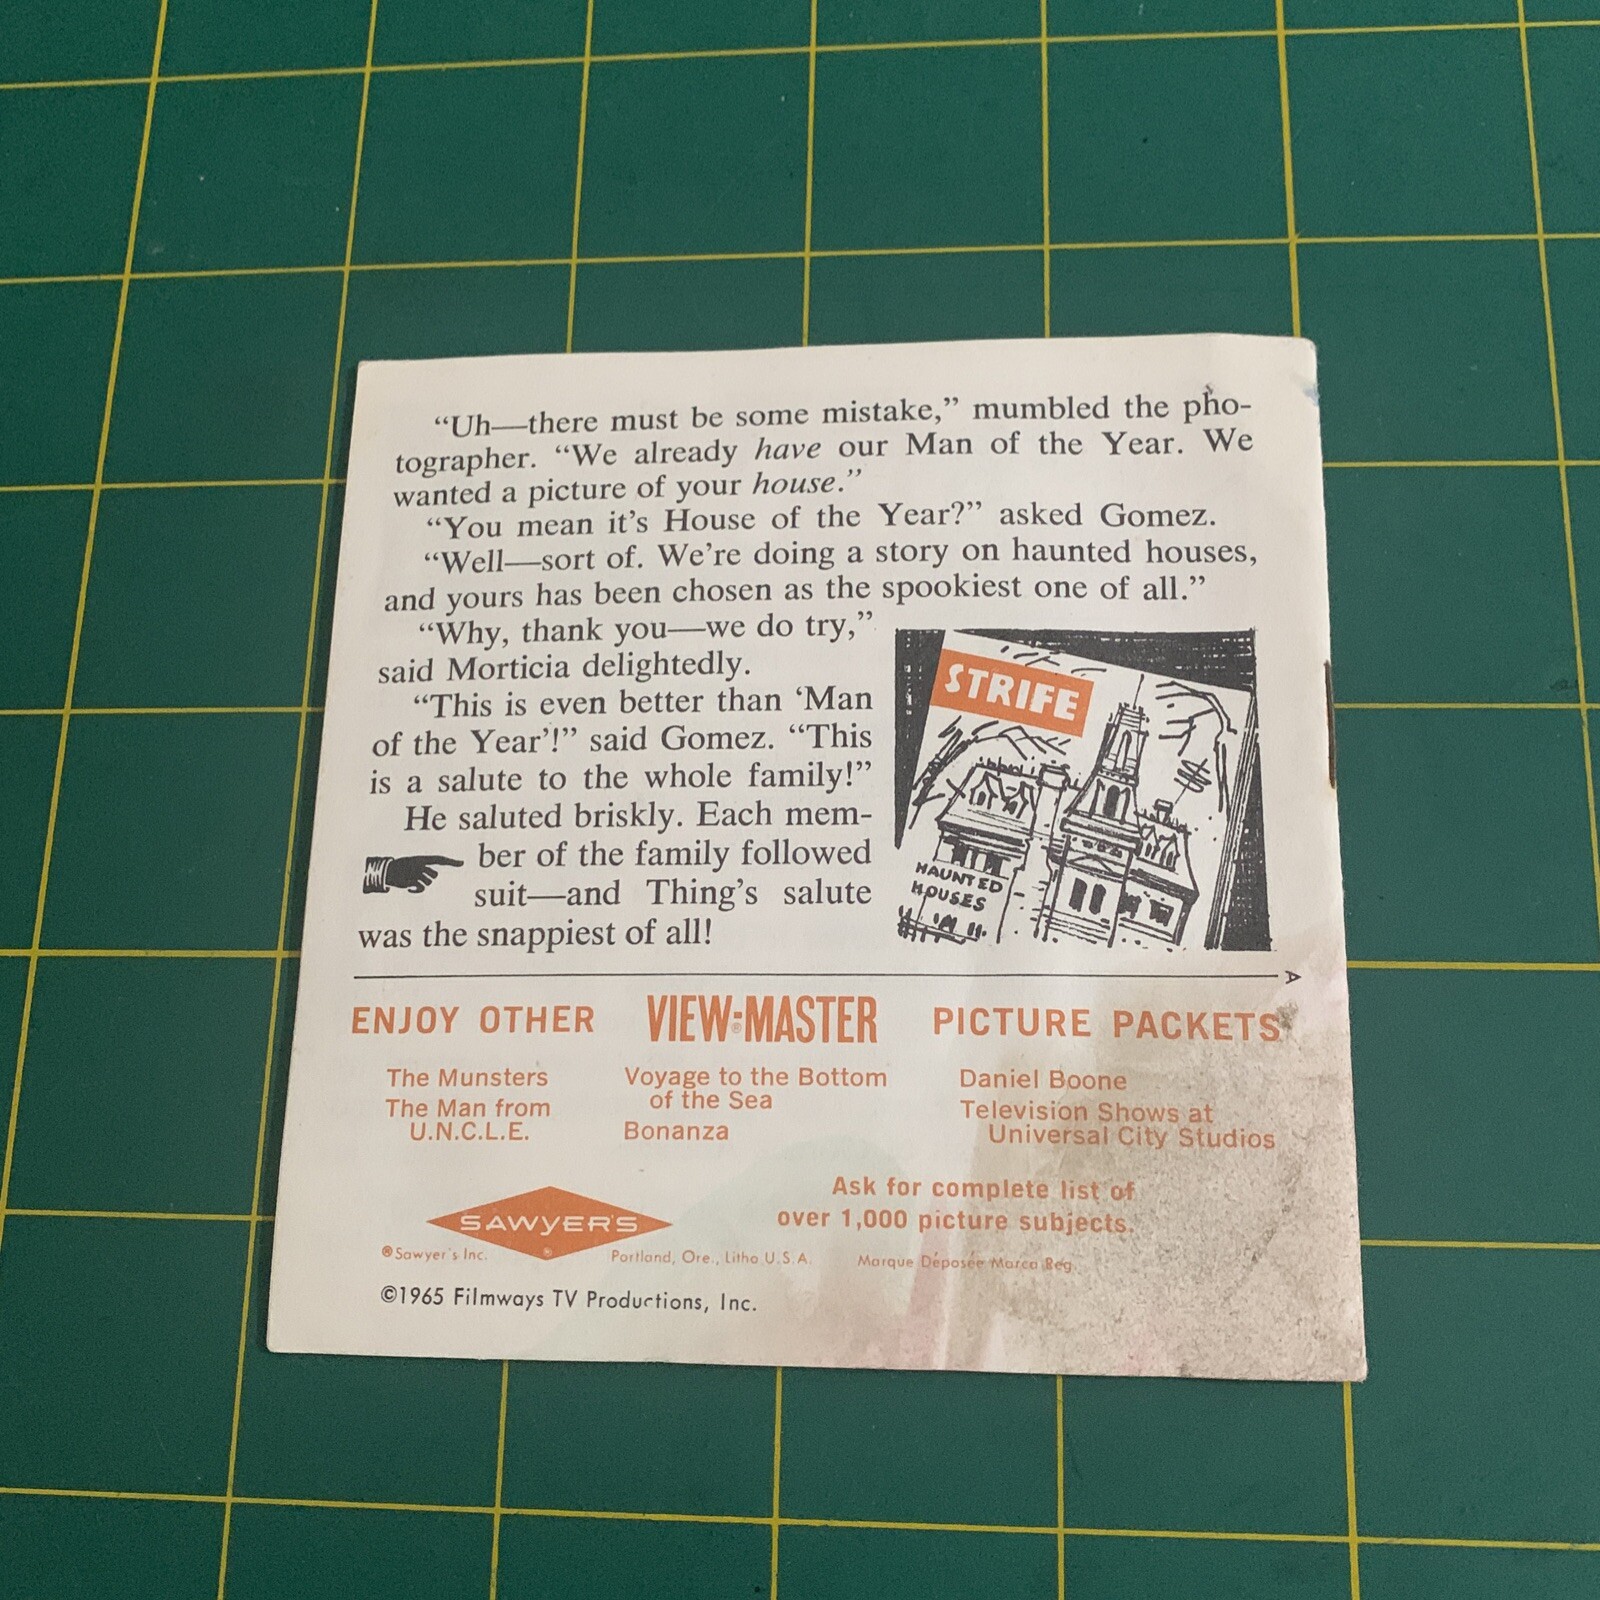 “Uh—there must be some mistake,” mumbled the pho-
tographer. “We already have our Man of the Year. We
wanted a picture of your house.”
“You mean it’s House of the Year?” asked Gomez.
“Well—sort of. We’re doing a story on haunted houses,
and yours has been chosen as the spookiest one of all.”
“Why, thank you—we do try,”
said Morticia delightedly.
“This is even better than ‘Man
of the Year’!” said Gomez. “This
is a salute to the whole family!”
He saluted briskly. Each mem-
ber of the family followed
suit—and Thing’s salute
was the snappiest of all!
STRIFE
HAUNTED
HOUSES
A
ENJOY OTHER VIEW-MASTER® PICTURE PACKETS
The Munsters
The Man from
U.N.C.L.E.
Voyage to the Bottom
of the Sea
Bonanza
Daniel Boone
Television Shows at
Universal City Studios
Ask for complete list of
over 1,000 picture subjects.
SAWYER'S
®
®Sawyer's Inc. Portland, Ore., Litho U.S.A. Marque Déposée Marca Reg.
©1965 Filmways TV Productions, Inc.